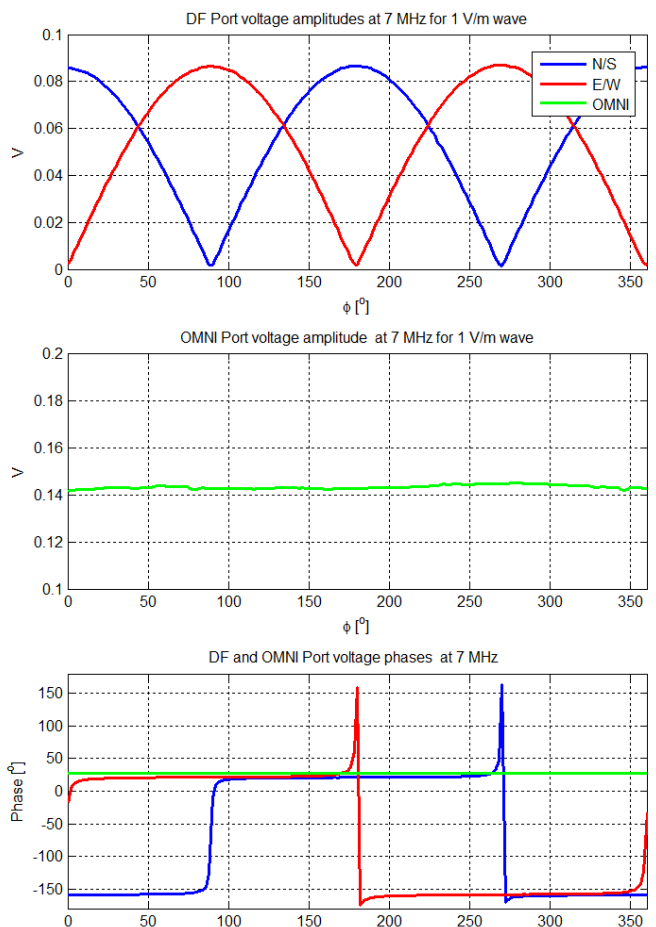 DF Port voltage amplitudes at 7 MHz for 1 V/m wave
0.1
0.08
0.06
0.04
0.02
0
V
N/S
E/W
OMNI
0 50 100 150 200 250 300 350
ϕ [°]
OMNI Port voltage amplitude at 7 MHz for 1 V/m wave
0.2
0.18
0.16
0.14
0.12
0.1
V
0 50 100 150 200 250 300 350
ϕ [°]
DF and OMNI Port voltage phases at 7 MHz
150
100
50
0
-50
-100
-150
Phase [°]
0 50 100 150 200 250 300 350